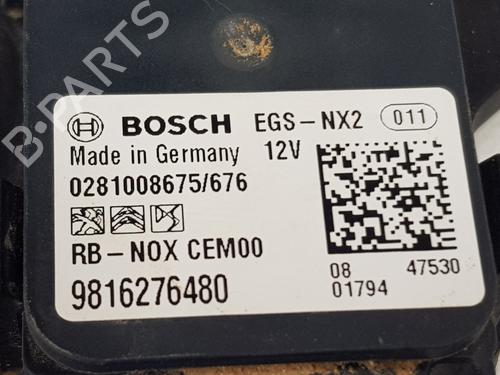 BOSCH EGS-NX2 011
Made in Germany 12V
0281008675/676
RB-NOX CEM00
9816276480
08 47530
01794
B-PARTS